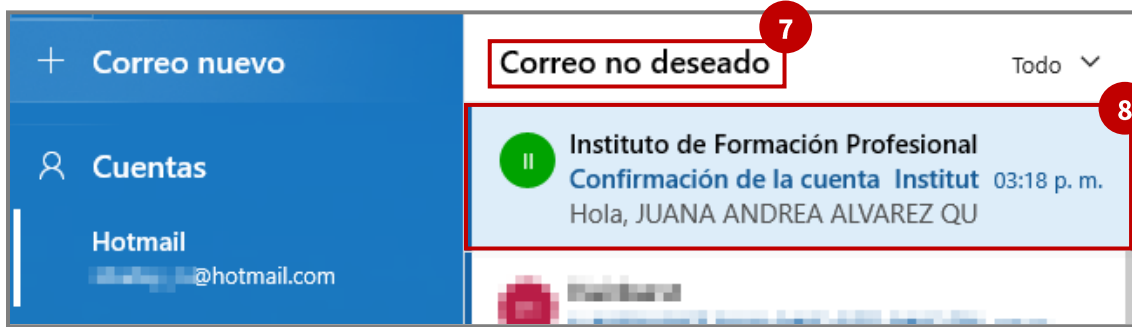 7
+ Correo nuevo
Correo no deseado
Todo
8
Cuentas
II
Instituto de Formación Profesional
Confirmación de la cuenta Institut 03:18 p. m.
Hola, JUANA ANDREA ALVAREZ QU
Hotmail
@hotmail.com